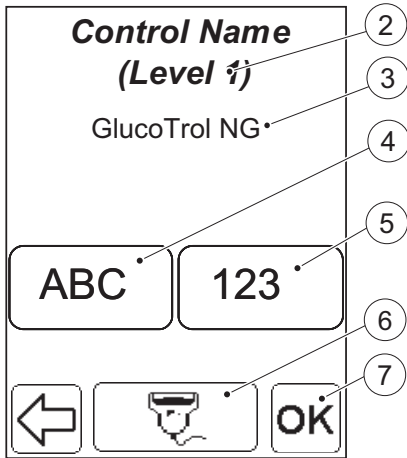 Control Name
(Level 1)
GlucoTrol NG
ABC
123
OK
2
3
4
5
6
7